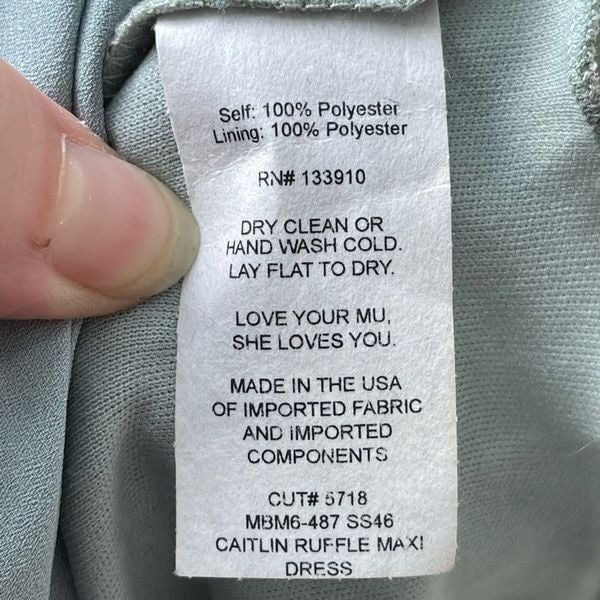 Self: 100% Polyester
Lining: 100% Polyester
RN# 133910
DRY CLEAN OR
HAND WASH COLD.
LAY FLAT TO DRY.
LOVE YOUR MU,
SHE LOVES YOU.
MADE IN THE USA
OF IMPORTED FABRIC
AND IMPORTED
COMPONENTS
CUT# 5718
MBM6-487 SS46
CAITLIN RUFFLE MAXI
DRESS